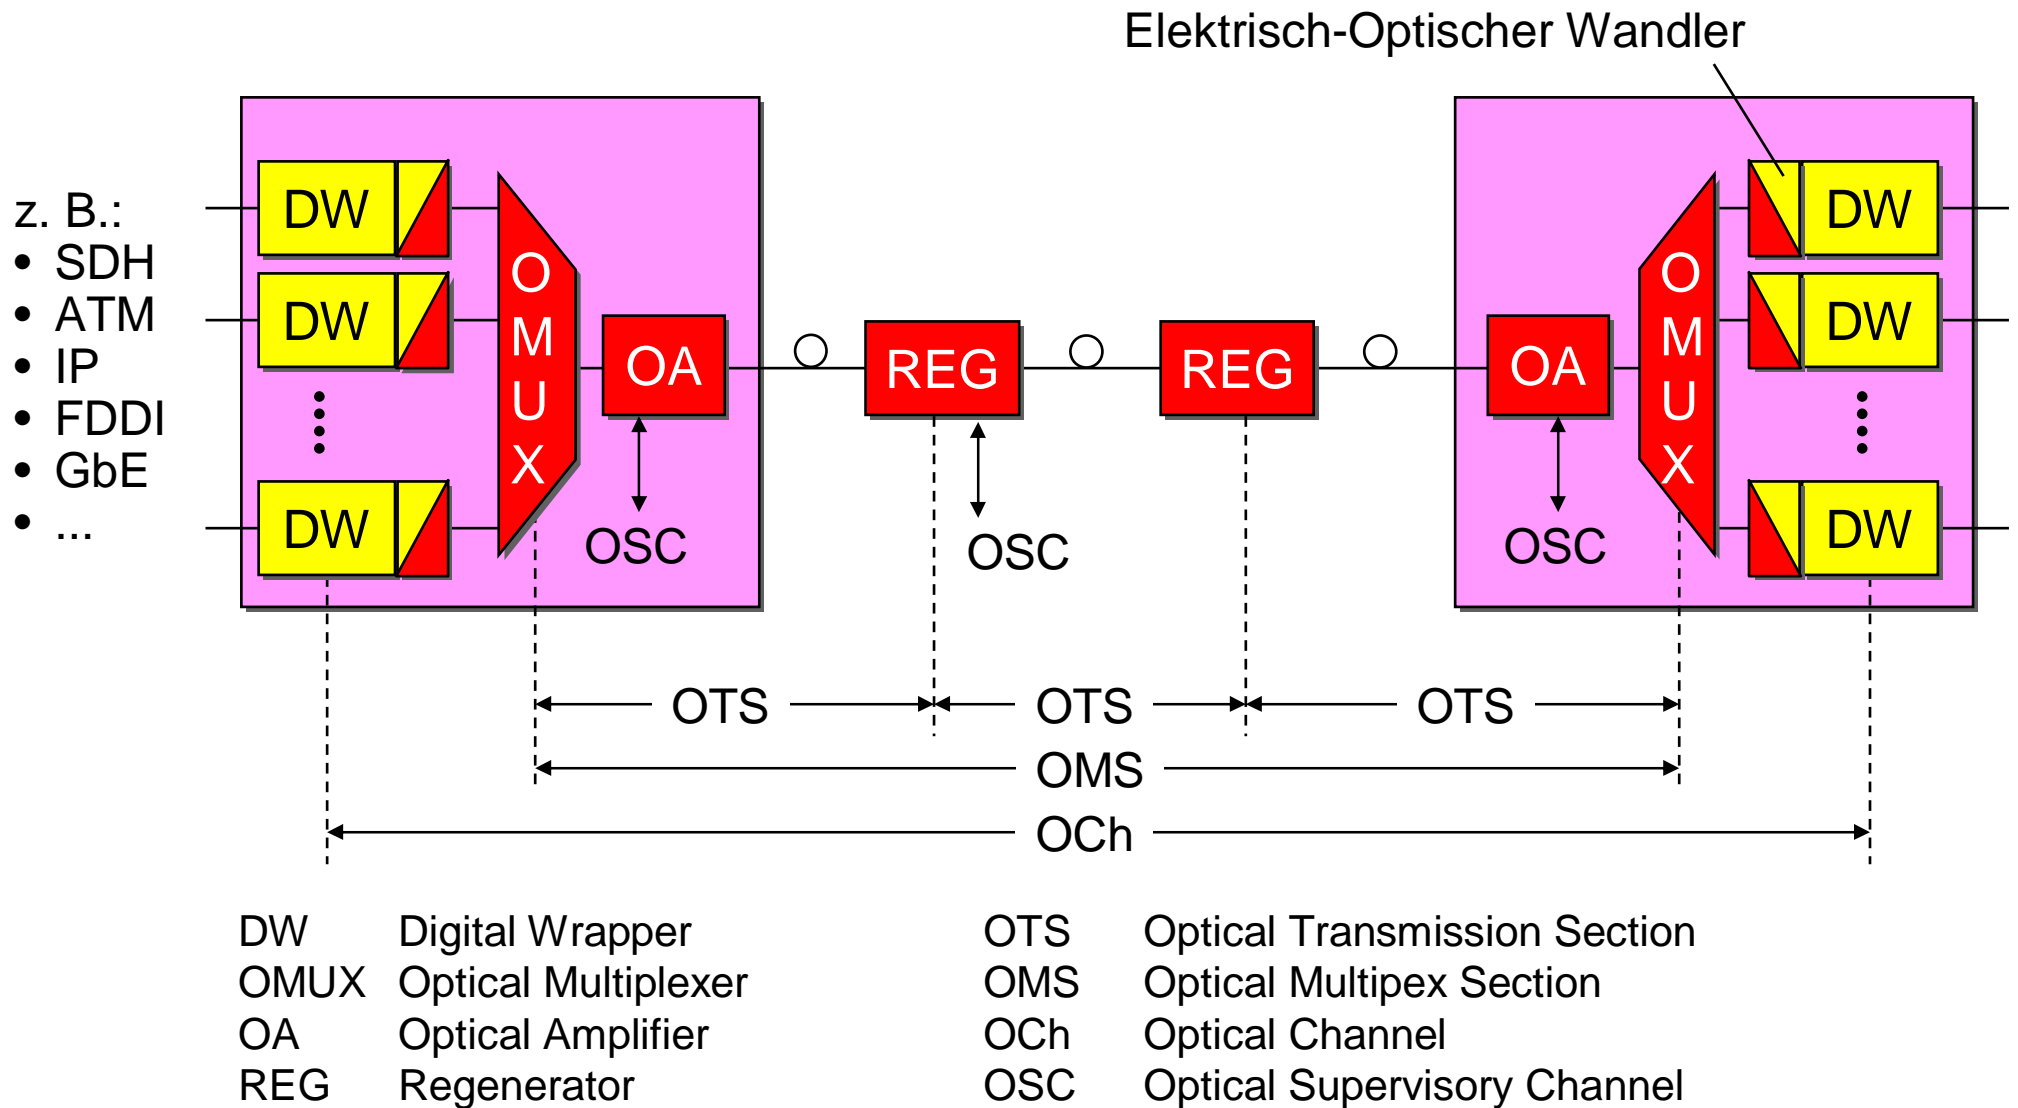 Elektrisch-Optischer Wandler
z. B.:
• SDH
• ATM
• IP
• FDDI
• GbE
• ...
DW
DW
DW
OMUX
OA
OSC
REG
OSC
REG
OA
OSC
OMUX
DW
DW
DW
OTS
OTS
OTS
OMS
OCh
DW Digital Wrapper
OMUX Optical Multiplexer
OA Optical Amplifier
REG Regenerator
OTS Optical Transmission Section
OMS Optical Multipex Section
OCh Optical Channel
OSC Optical Supervisory Channel